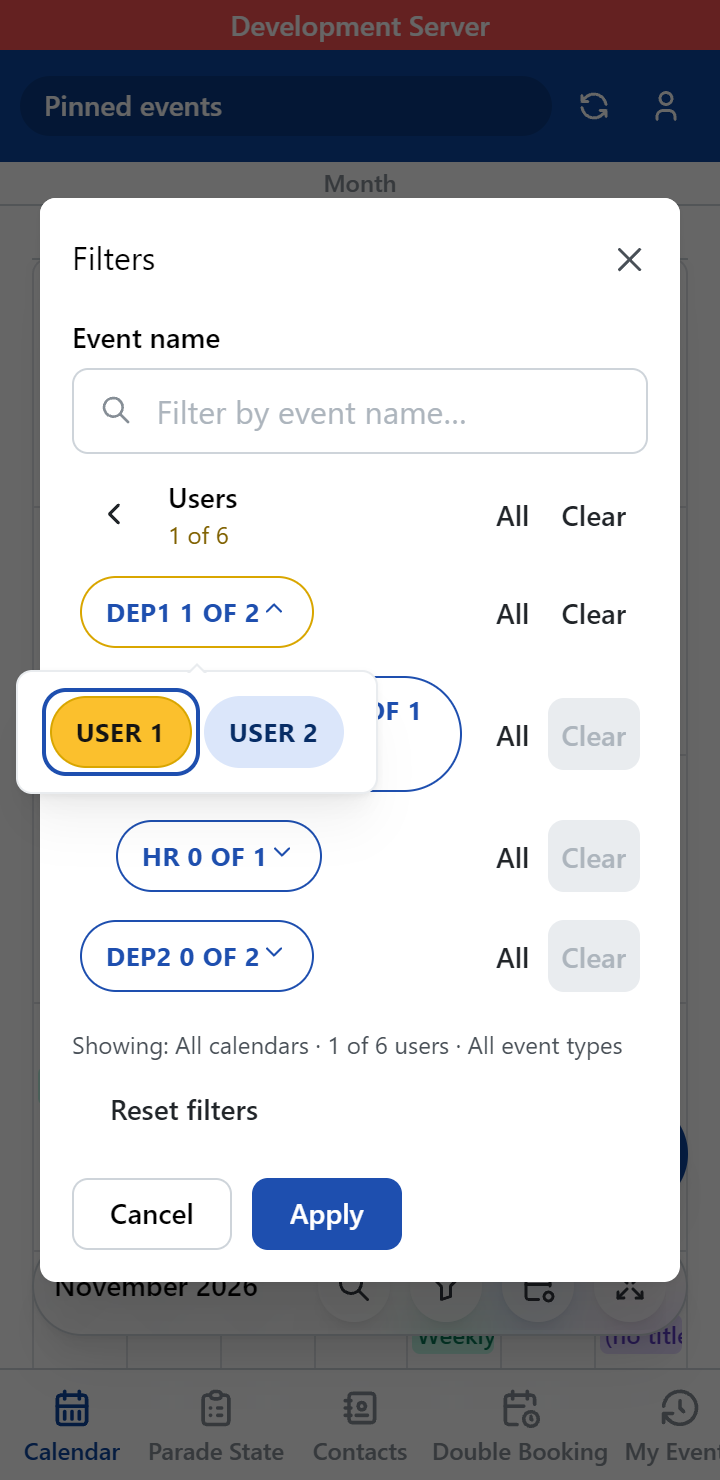 Development Server
Pinned events
Month
Filters
Event name
Filter by event name...
Users
1 of 6
All Clear
DEP1 1 OF 2
All Clear
USER 1 USER 2
OF 1
All Clear
HR 0 OF 1
All Clear
DEP2 0 OF 2
All Clear
Showing: All calendars · 1 of 6 users · All event types
Reset filters
Cancel Apply
November 2026
Weekly (no title
Calendar Parade State Contacts Double Booking My Even